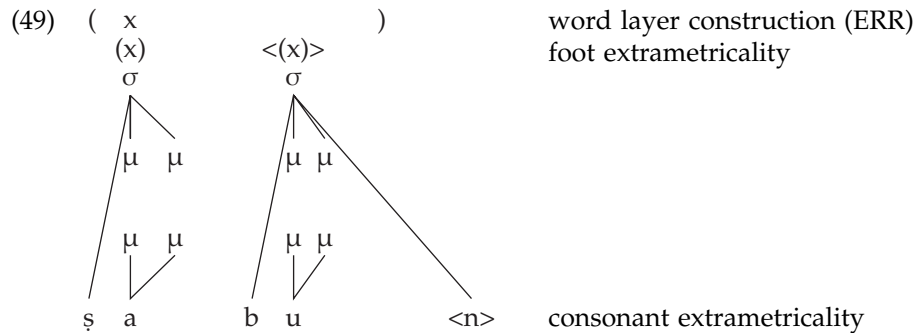 (49) ( x ) word layer construction (ERR)
(x) <(x)> foot extrametricality
σ σ
μ μ μ μ
μ μ μ μ
ṣ a b u <n> consonant extrametricality